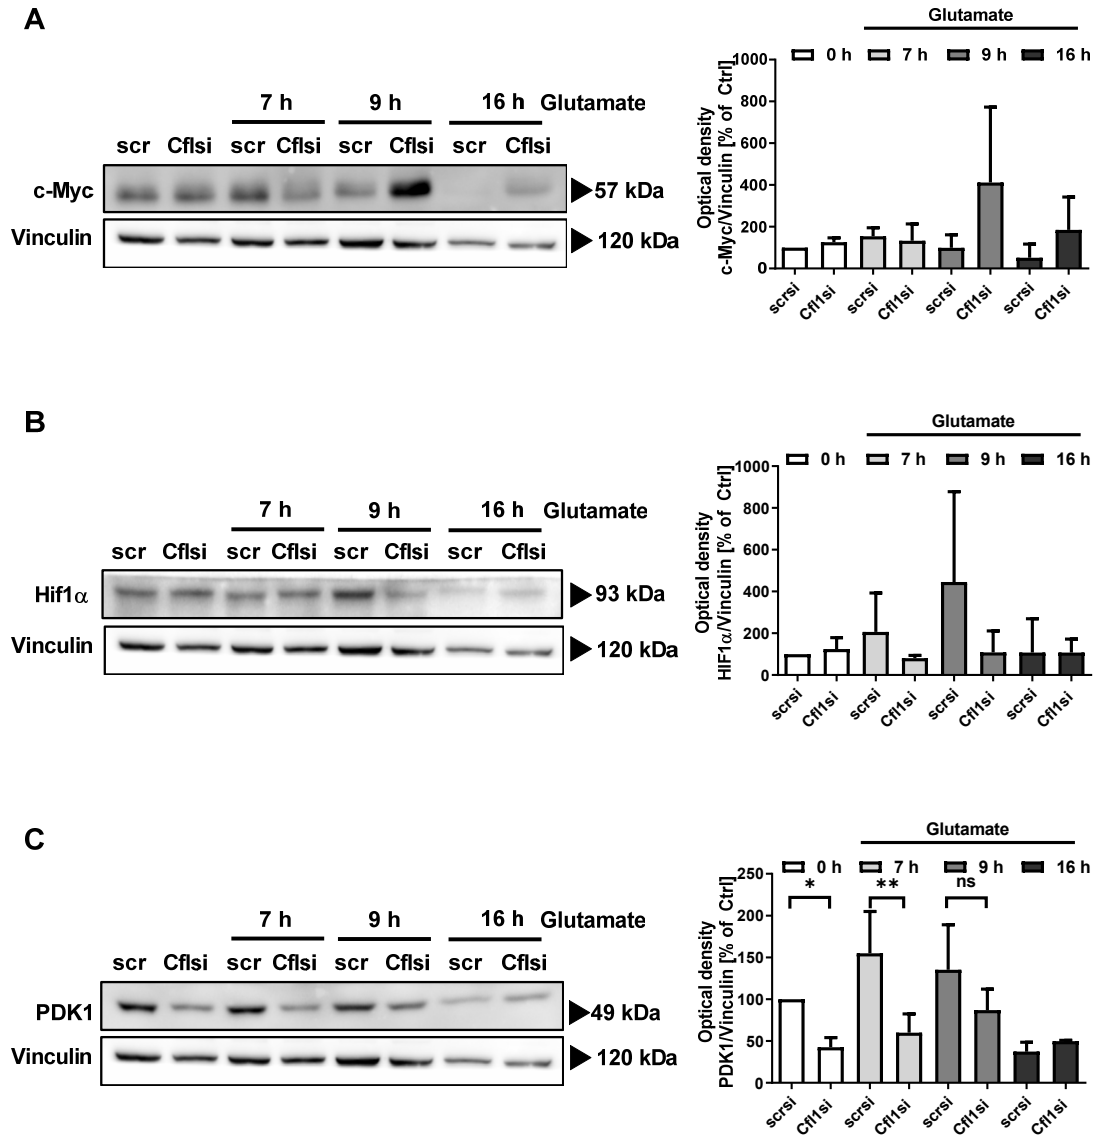 A
7 h 9 h 16 h Glutamate
scr Cflsi scr Cflsi scr Cflsi scr Cflsi
c-Myc 57 kDa
Vinculin 120 kDa
Glutamate
0 h 7 h 9 h 16 h
Optical density
c-Myc/Vinculin [% of Ctrl]
1000
800
600
400
200
0
scrsi Cfl1si scrsi Cfl1si scrsi Cfl1si scrsi Cfl1si
B
7 h 9 h 16 h Glutamate
scr Cflsi scr Cflsi scr Cflsi scr Cflsi
Hif1α 93 kDa
Vinculin 120 kDa
Glutamate
0 h 7 h 9 h 16 h
Optical density
HIF1α/Vinculin [% of Ctrl]
1000
800
600
400
200
0
scrsi Cfl1si scrsi Cfl1si scrsi Cfl1si scrsi Cfl1si
C
7 h 9 h 16 h Glutamate
scr Cflsi scr Cflsi scr Cflsi scr Cflsi
PDK1 49 kDa
Vinculin 120 kDa
Glutamate
0 h 7 h 9 h 16 h
* ** ns
Optical density
PDK1/Vinculin [% of Ctrl]
250
200
150
100
50
0
scrsi Cfl1si scrsi Cfl1si scrsi Cfl1si scrsi Cfl1si